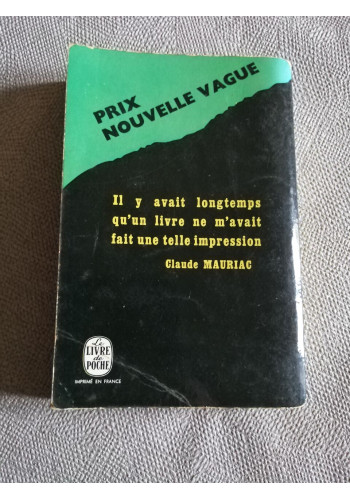 PRIX
NOUVELLE VAGUE
Il y avait longtemps
qu'un livre ne m'avait
fait une telle impression
Claude MAURIAC
Le
LIVRE
de
POCHE
IMPRIMÉ EN FRANCE